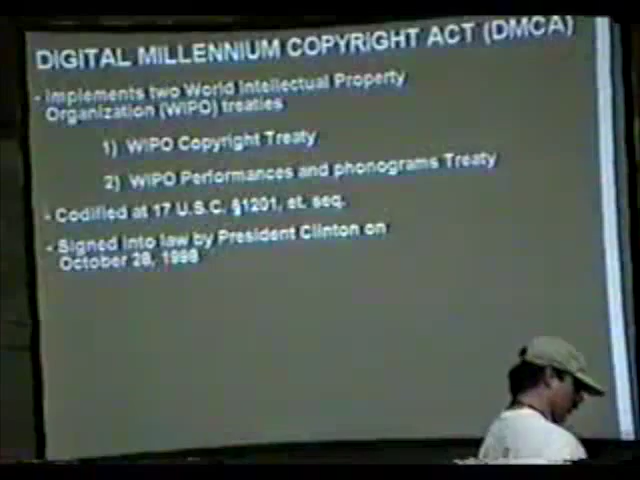 DIGITAL MILLENNIUM COPYRIGHT ACT (DMCA)
- Implements two World Intellectual Property
Organization (WIPO) treaties
1) WIPO Copyright Treaty
2) WIPO Performances and phonograms Treaty
- Codified at 17 U.S.C. §1201, et. seq.
- Signed into law by President Clinton on
October 28, 1998